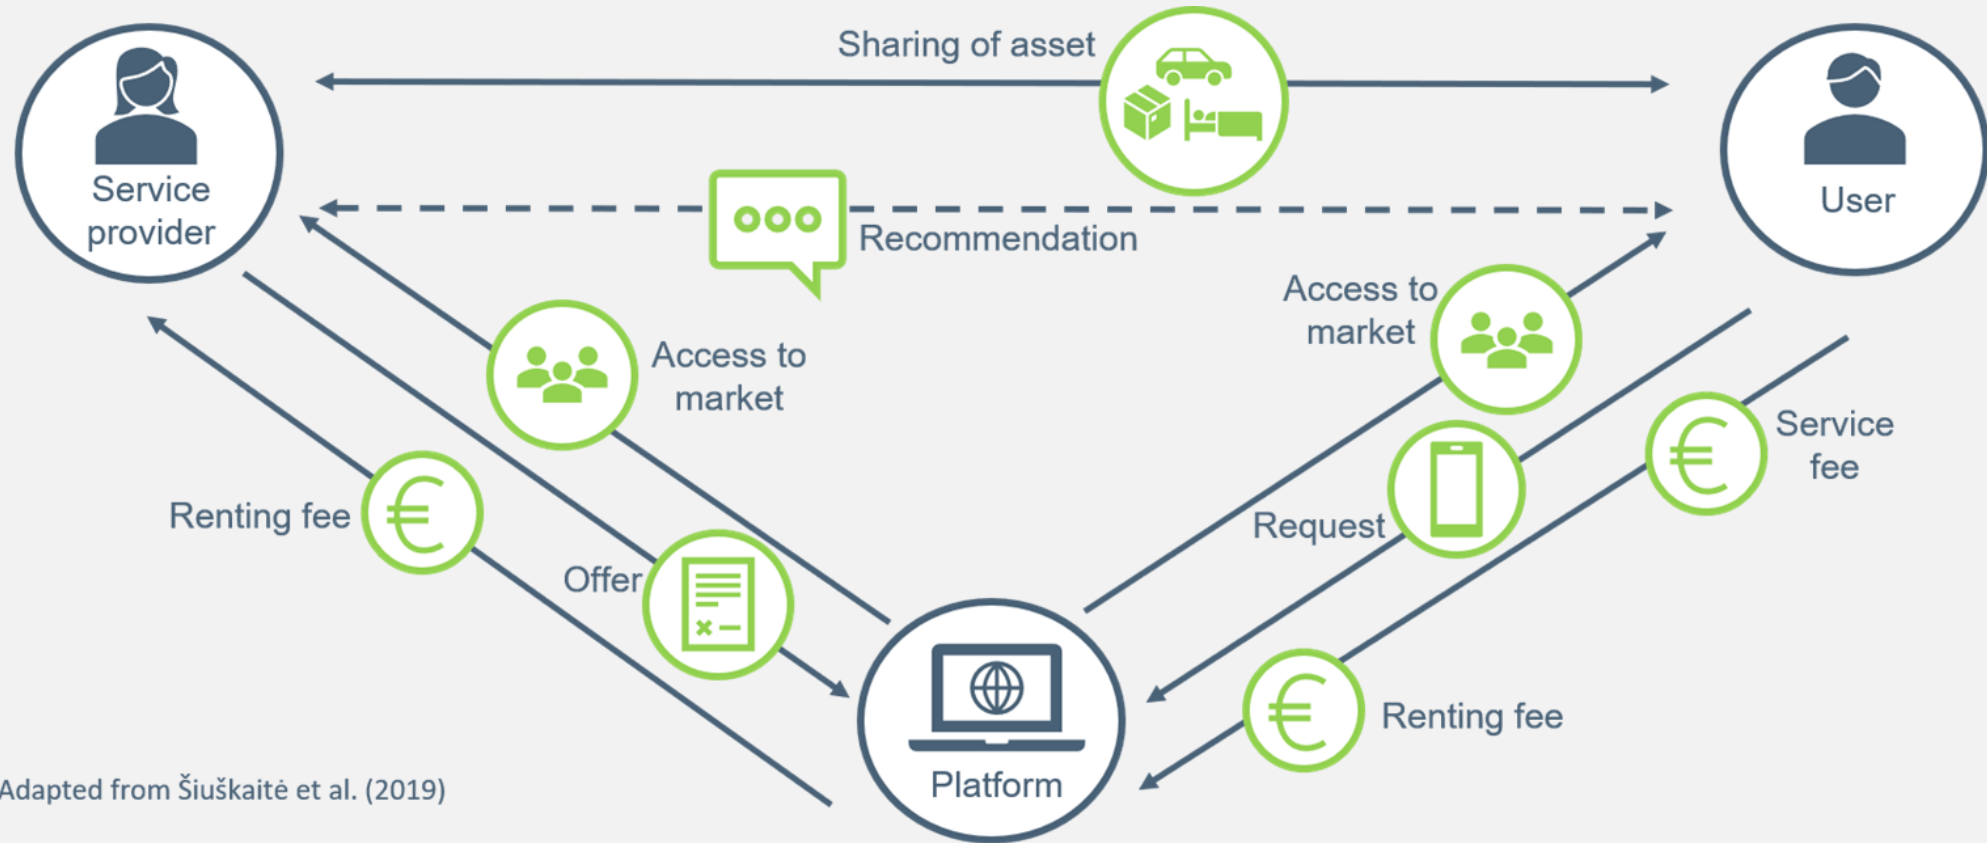 Sharing of asset
Service
provider
User
Recommendation
Access to
market
Access to
market
Service
fee
Renting fee
Request
Offer
Renting fee
Platform
Adapted from Šiuškaitė et al. (2019)